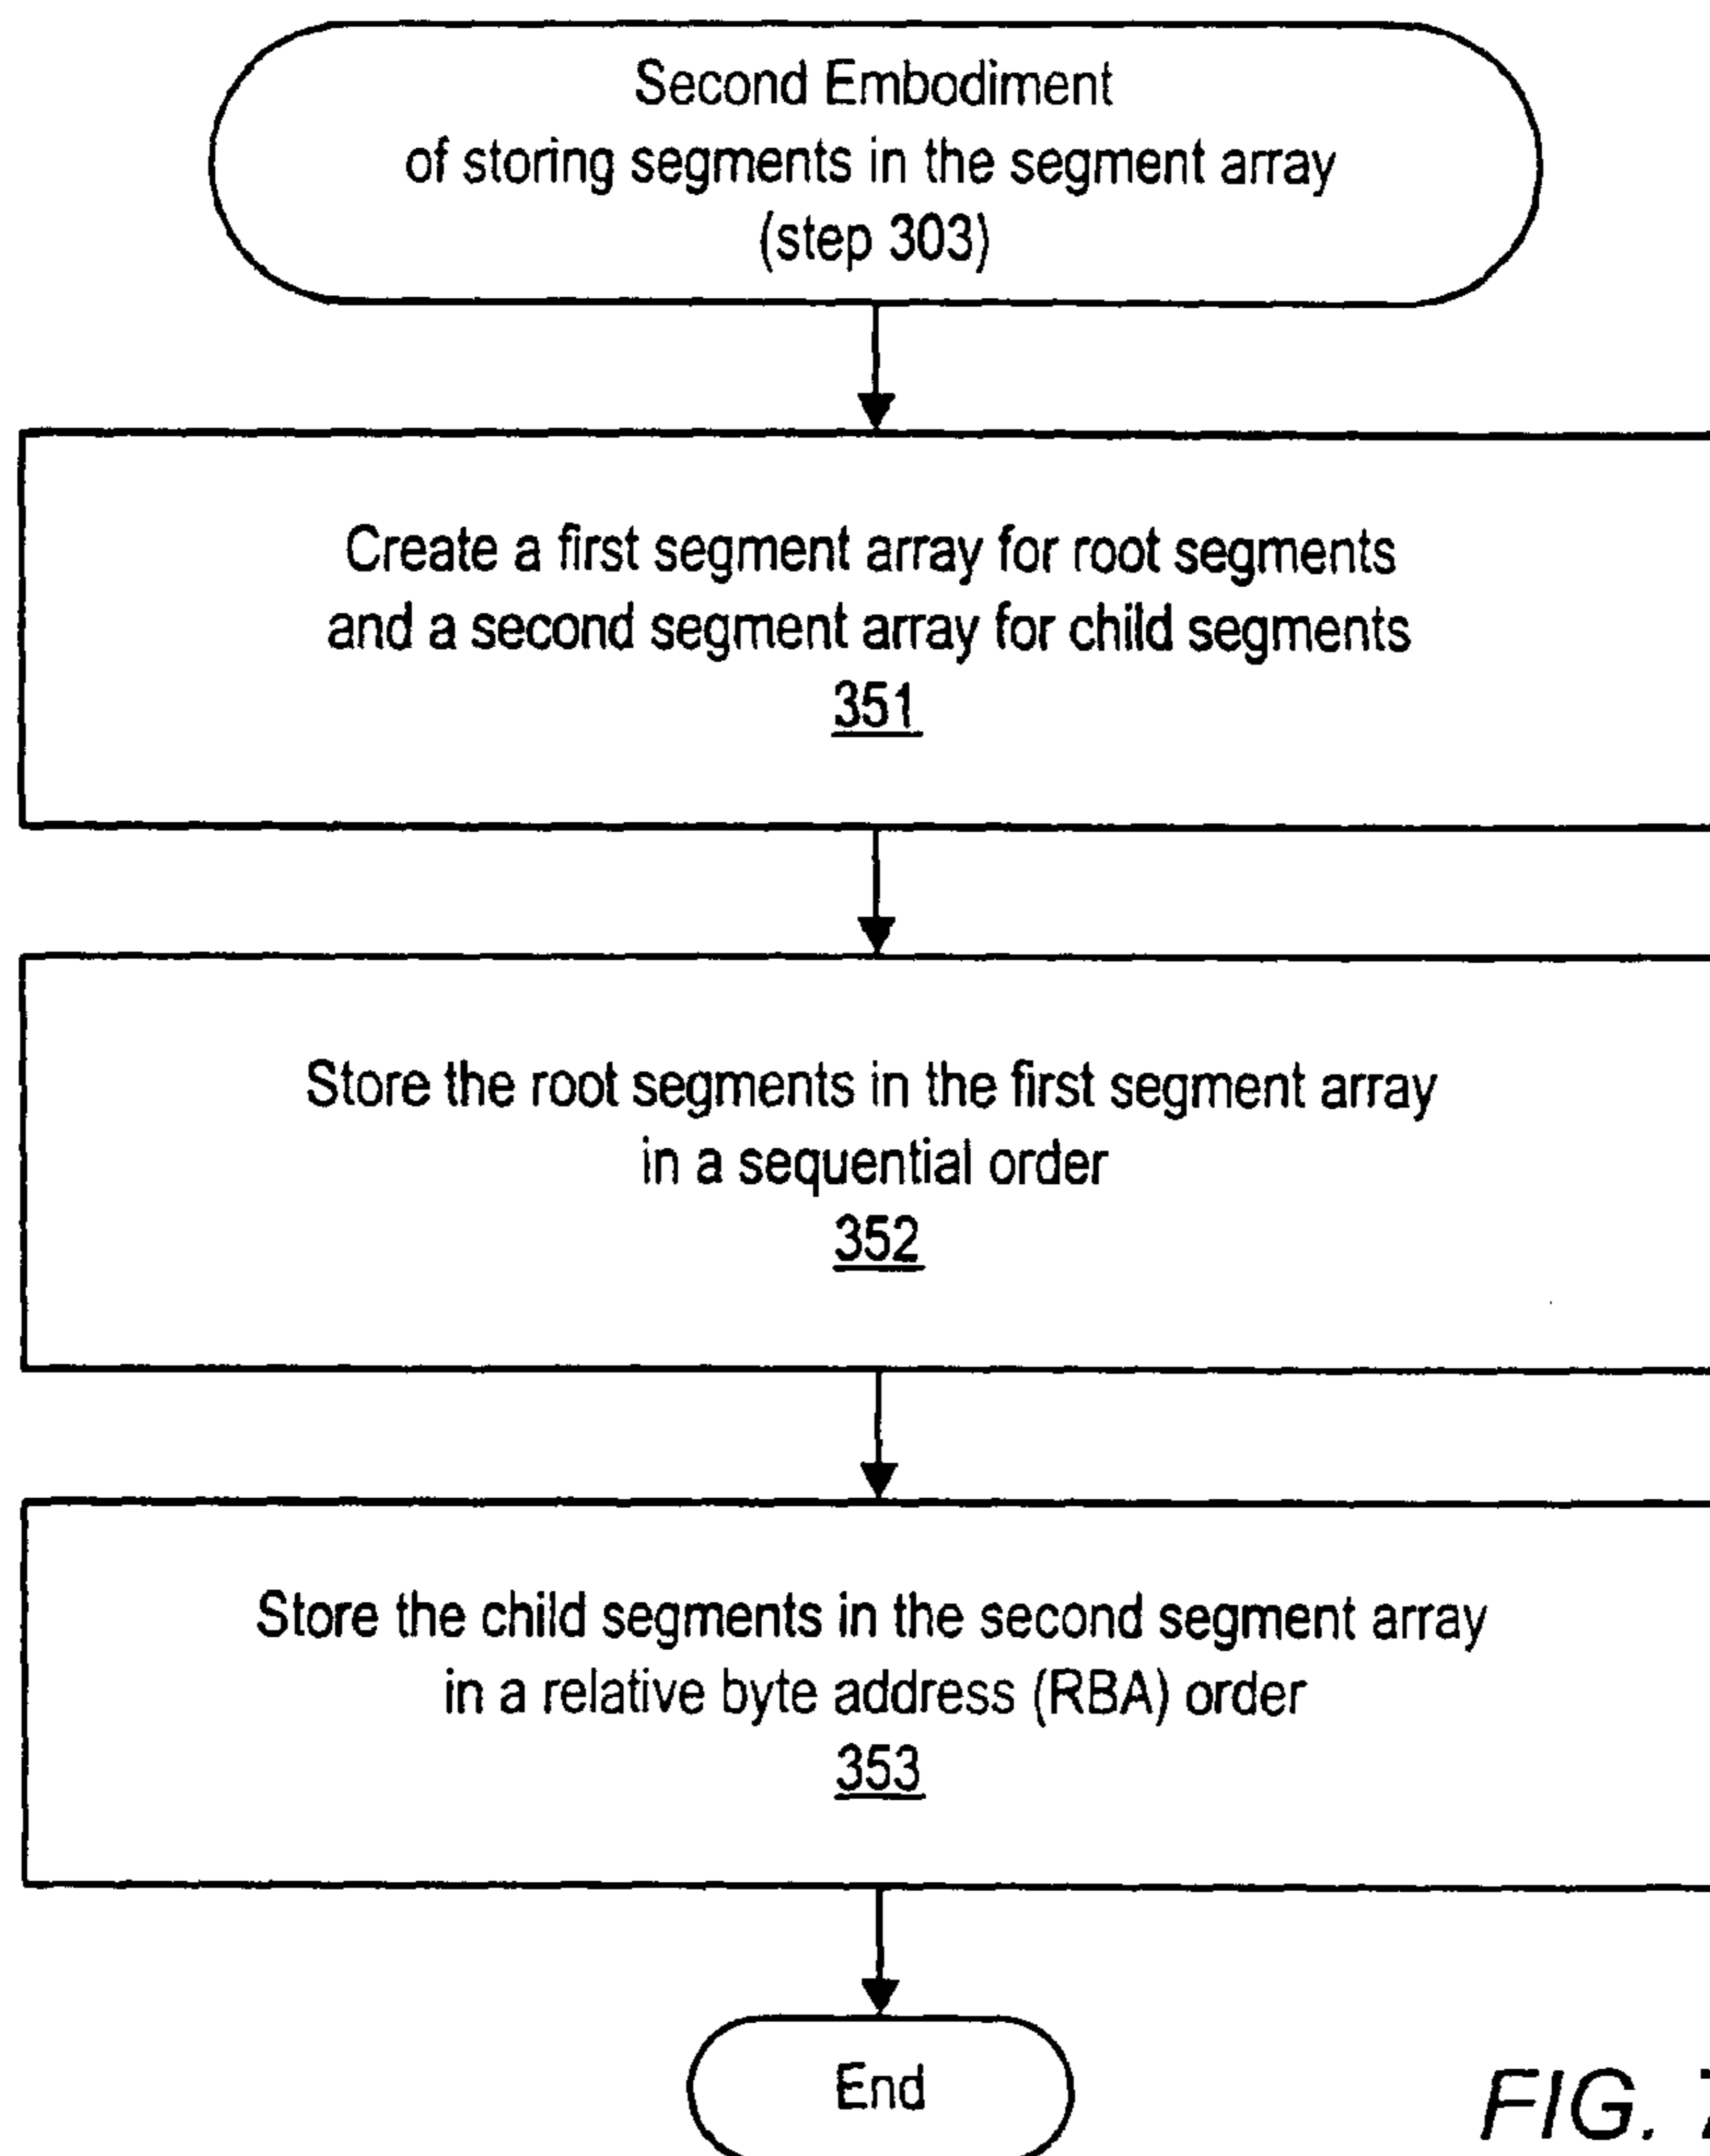 Second Embodiment
of storing segments in the segment array
(step 303)
Create a first segment array for root segments
and a second segment array for child segments
351
Store the root segments in the first segment array
in a sequential order
352
Store the child segments in the second segment array
in a relative byte address (RBA) order
353
End
FIG.